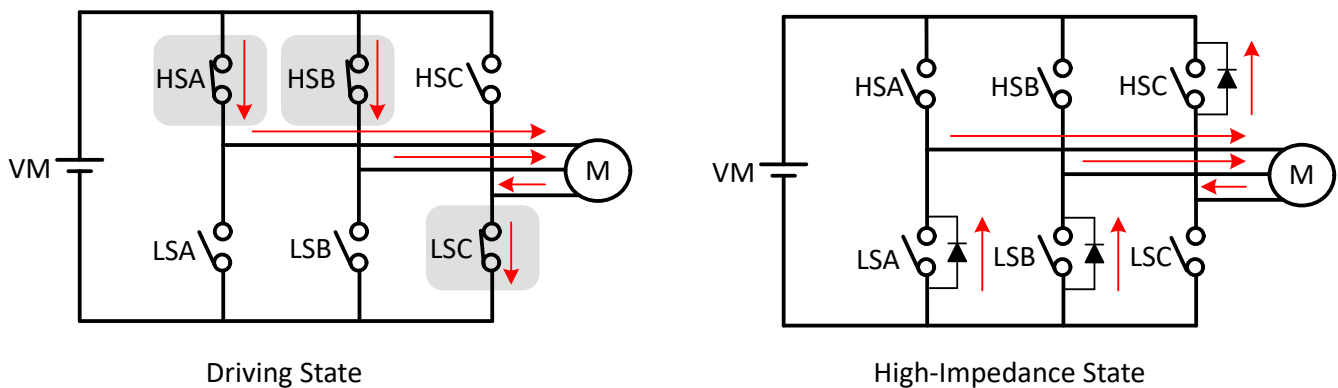 HSA
HSB
HSC
VM
M
LSA
LSB
LSC
Driving State
HSA
HSB
HSC
VM
M
LSA
LSB
LSC
High-Impedance State